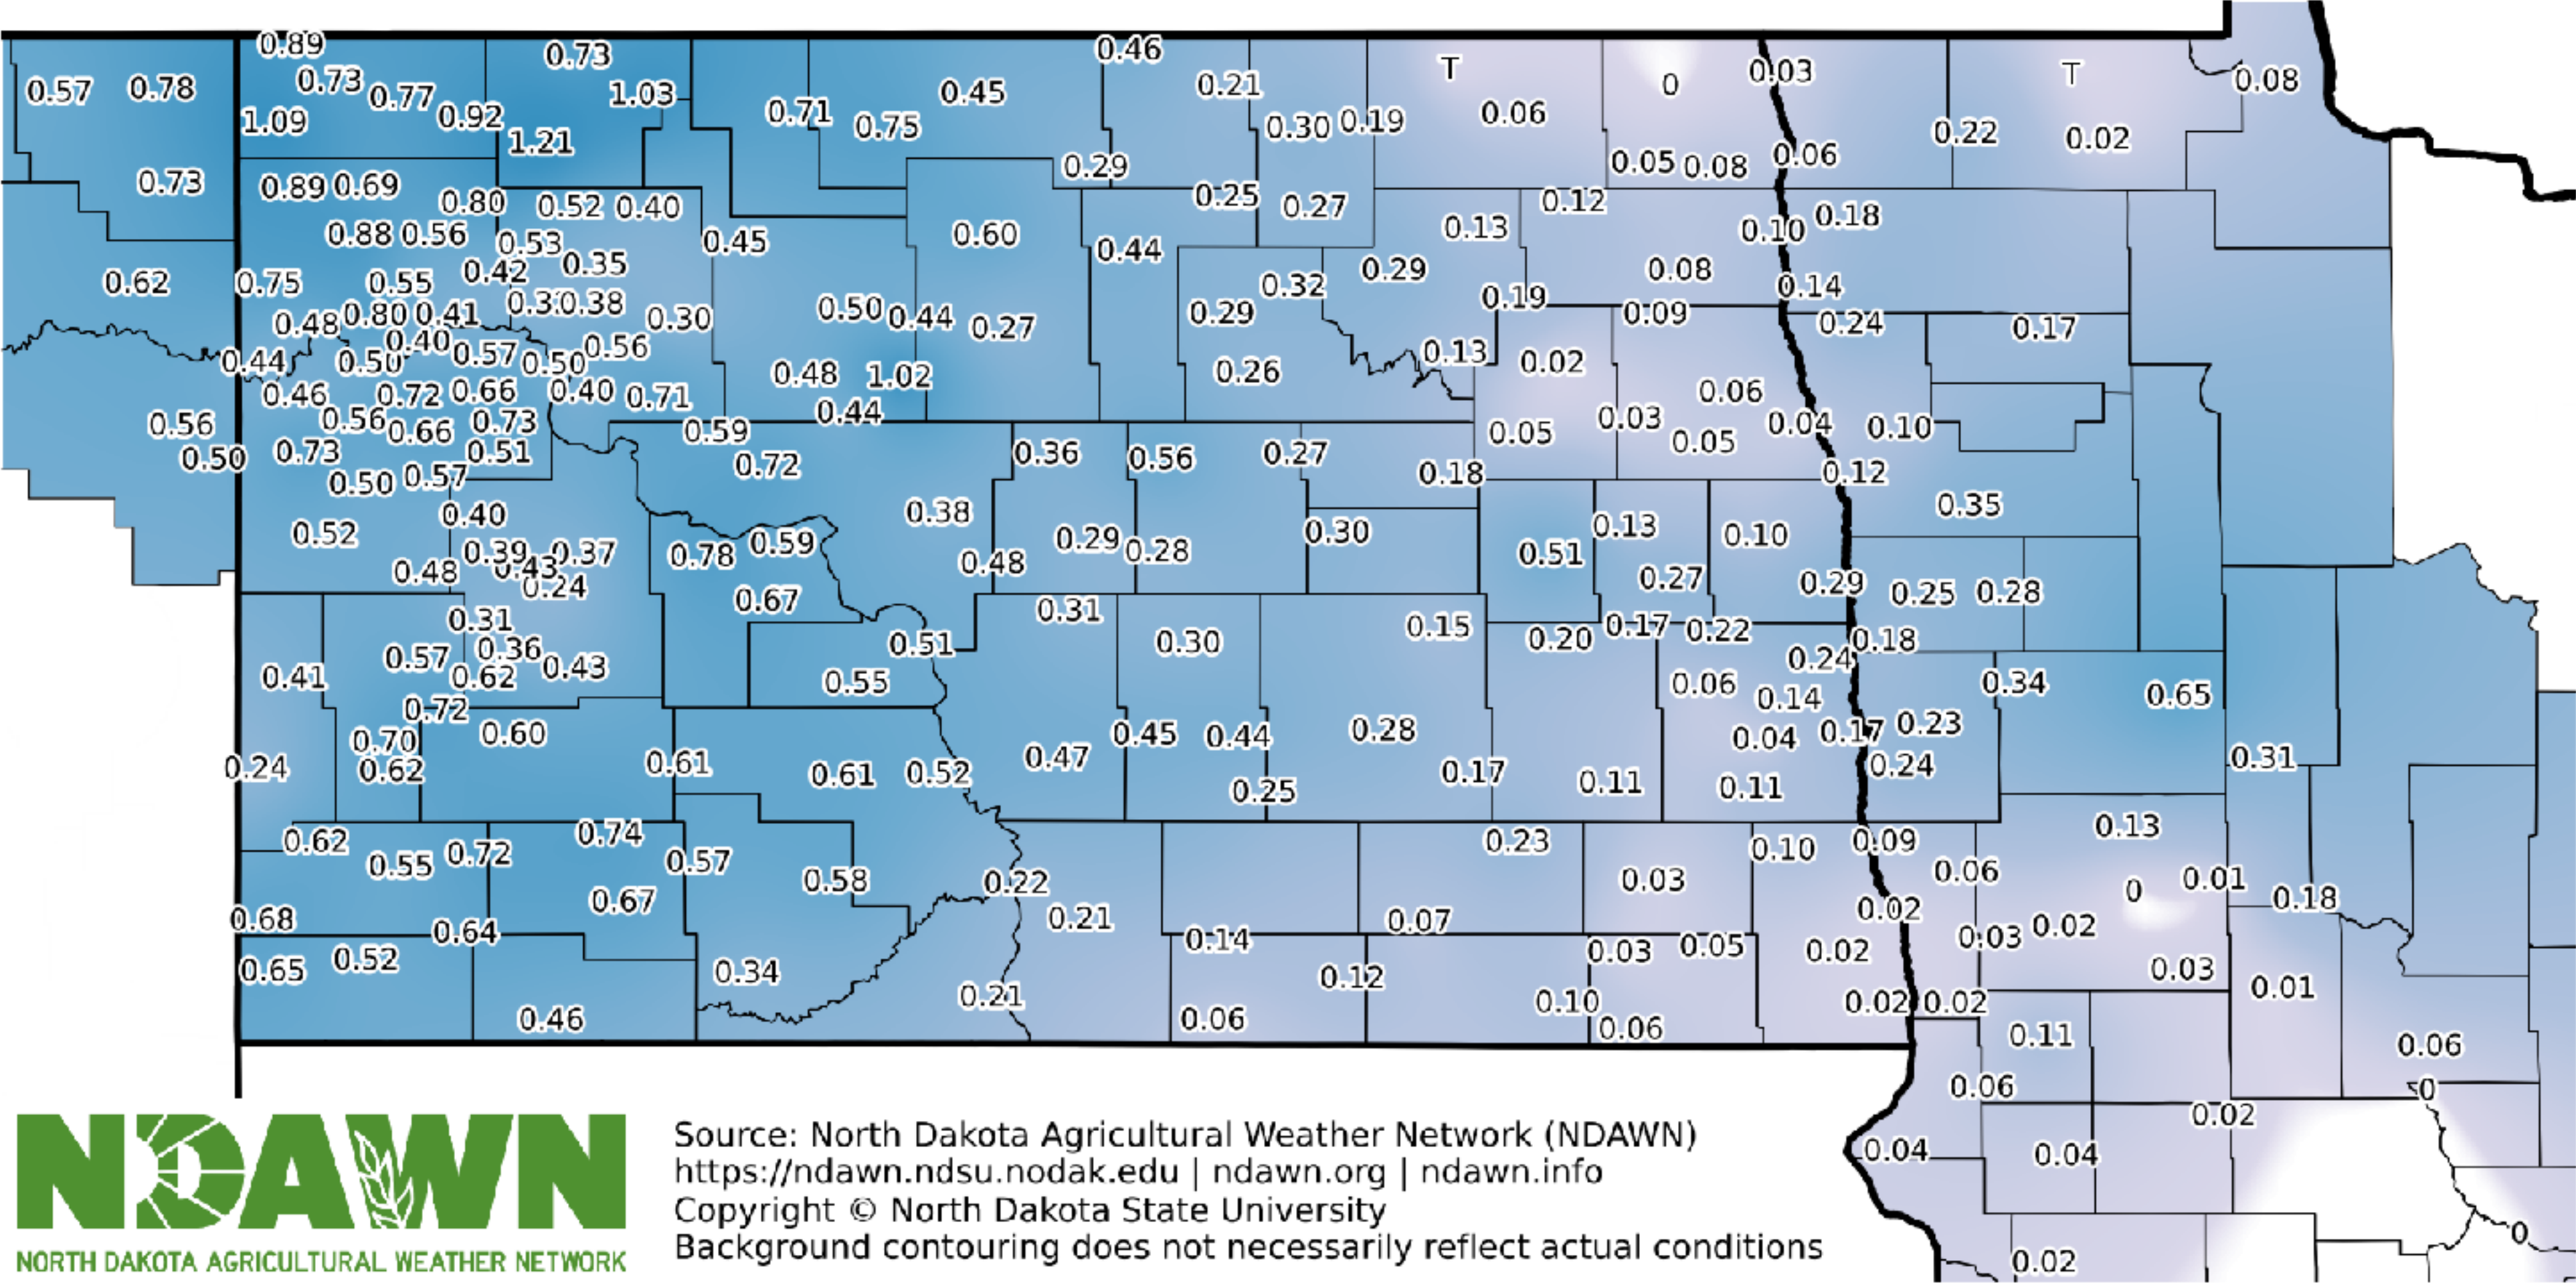 0.89 0.73 0.46
0.57 0.78 0.73 0.77 1.03 0.45 0.21 T 0 0.03 T 0.08
1.09 0.92 1.21 0.71 0.75 0.30 0.19 0.06 0.22 0.02
0.73 0.89 0.69 0.29 0.05 0.08 0.06
0.80 0.52 0.40 0.25 0.27 0.12 0.18
0.88 0.56 0.53 0.45 0.60 0.44 0.13 0.10
0.62 0.75 0.55 0.42 0.35 0.32 0.29 0.08 0.14
0.48 0.80 0.41 0.38 0.30 0.50 0.44 0.27 0.29 0.19 0.09 0.24 0.17
0.44 0.50 0.40 0.57 0.50 0.56 0.13 0.02
0.46 0.72 0.66 0.40 0.71 0.48 1.02 0.26 0.06
0.56 0.56 0.66 0.73 0.59 0.44 0.05 0.03 0.05 0.04 0.10
0.50 0.73 0.51 0.72 0.36 0.56 0.27
0.50 0.57 0.18 0.12
0.52 0.40 0.38 0.29 0.28 0.30 0.13 0.10 0.35
0.39 0.37 0.78 0.59 0.51
0.48 0.43 0.24 0.48 0.27 0.29 0.25 0.28
0.31 0.67 0.31 0.15 0.20 0.17 0.22 0.18
0.57 0.36 0.51 0.30 0.24
0.41 0.62 0.43 0.55 0.06 0.14 0.34 0.65
0.72 0.60 0.28
0.70 0.61 0.47 0.45 0.44 0.04 0.17 0.23
0.24 0.62 0.61 0.52 0.25 0.17 0.11 0.11 0.24 0.31
0.62 0.74 0.23 0.10 0.09 0.13
0.55 0.72 0.57 0.58 0.22 0.03 0.06 0 0.01 0.18
0.68 0.67 0.21 0.07 0.02
0.64 0.14 0.03 0.05 0.02 0.03 0.02
0.65 0.52 0.34 0.12 0.03 0.01
0.21 0.10 0.02 0.02
0.46 0.06 0.06 0.11 0.06
0.06 0
0.02
0.04 0.04
0
0.02
NDAWN
NORTH DAKOTA AGRICULTURAL WEATHER NETWORK
Source: North Dakota Agricultural Weather Network (NDAWN)
https://ndawn.ndsu.nodak.edu | ndawn.org | ndawn.info
Copyright © North Dakota State University
Background contouring does not necessarily reflect actual conditions